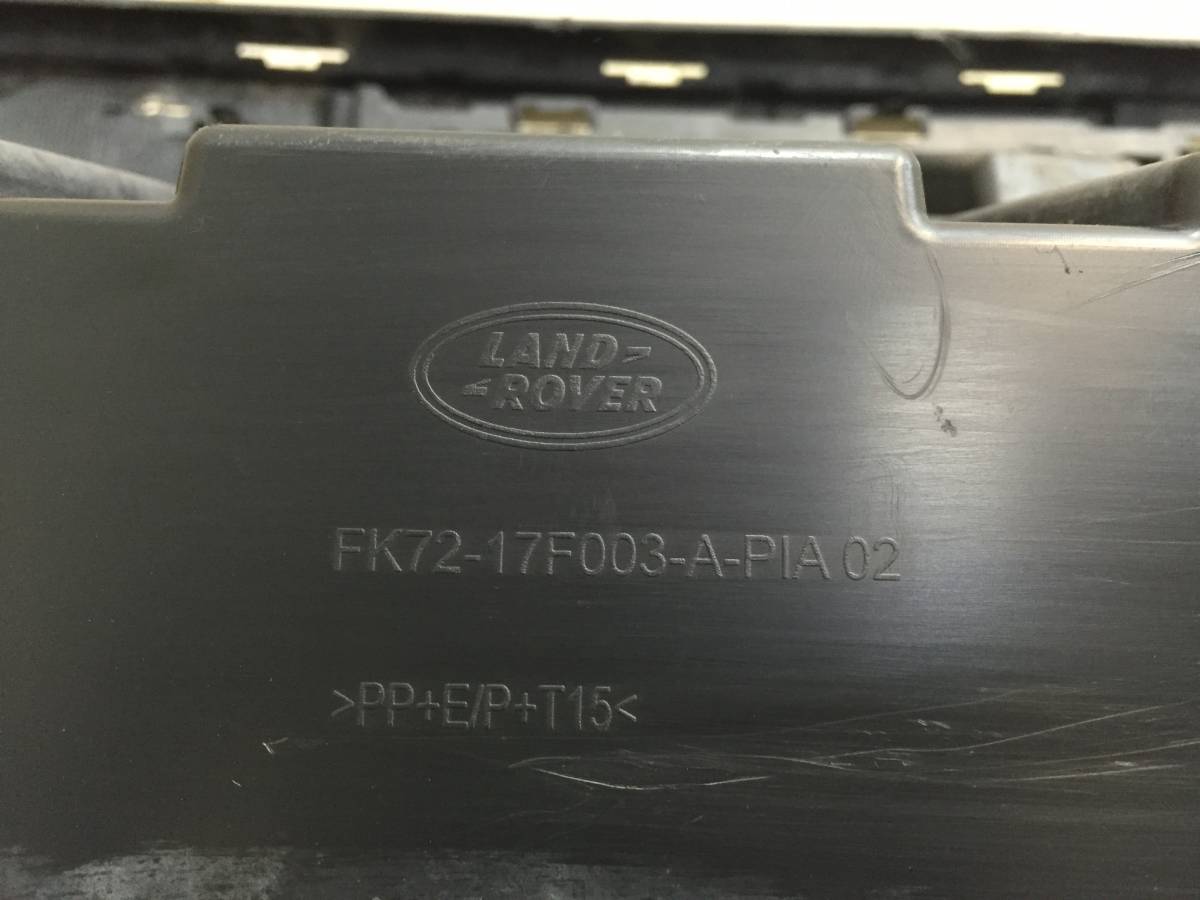 LAND
ROVER
FK72-17F003-A-PIA 02
>PP+E/P+T15<